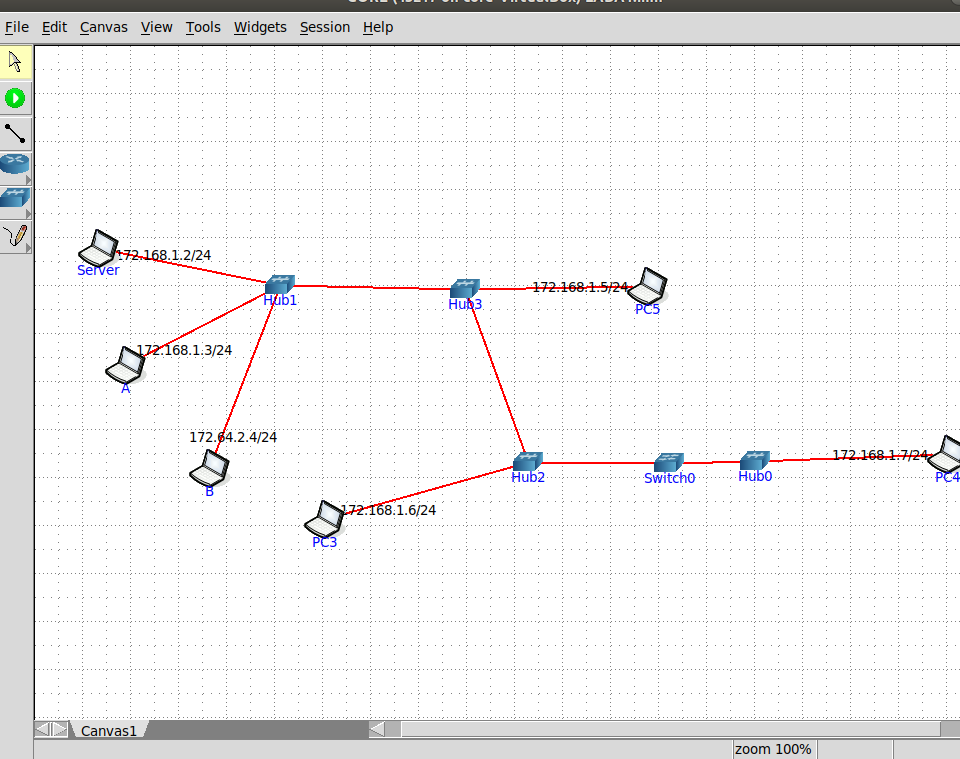 File Edit Canvas View Tools Widgets Session Help
172.168.1.2/24
Server
Hub1
Hub3
172.168.1.5/24
PC5
172.168.1.3/24
A
172.64.2.4/24
B
Hub2
Switch0
Hub0
172.168.1.7/24
PC4
172.168.1.6/24
PC3
Canvas1
zoom 100%